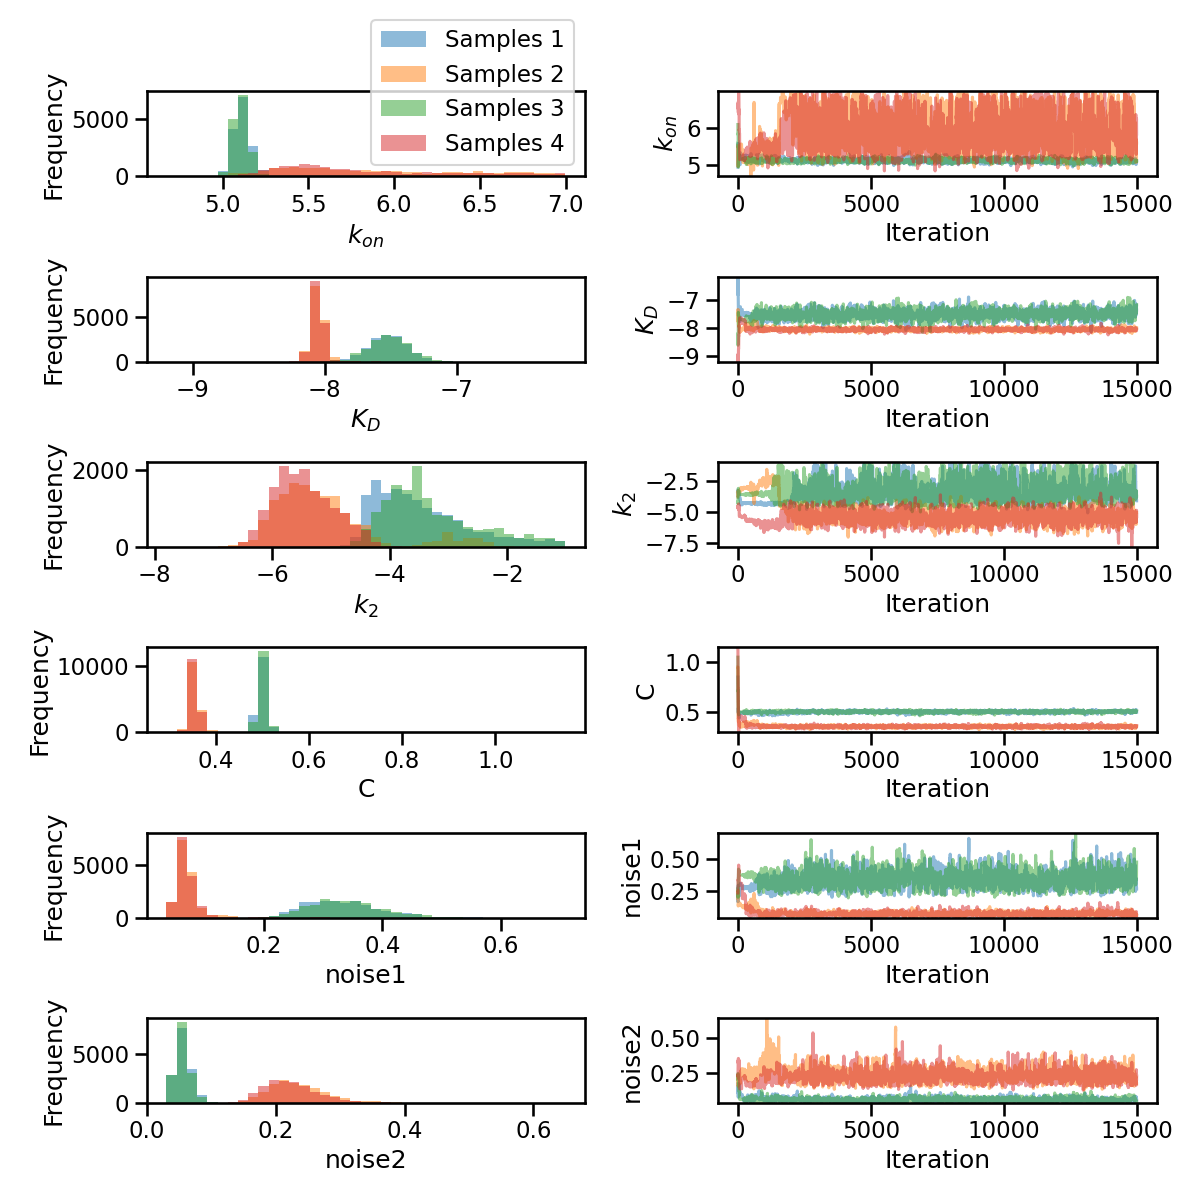 Samples 1
Samples 2
Samples 3
Samples 4
Frequency
5000
0
5.0 5.5 6.0 6.5 7.0
k_on
k_on
6
5
0 5000 10000 15000
Iteration
Frequency
5000
0
−9 −8 −7
K_D
K_D
−7
−8
−9
0 5000 10000 15000
Iteration
Frequency
2000
0
−8 −6 −4 −2
k_2
k_2
−2.5
−5.0
−7.5
0 5000 10000 15000
Iteration
Frequency
10000
0
0.4 0.6 0.8 1.0
C
C
1.0
0.5
0 5000 10000 15000
Iteration
Frequency
5000
0
0.2 0.4 0.6
noise1
noise1
0.50
0.25
0 5000 10000 15000
Iteration
Frequency
5000
0
0.0 0.2 0.4 0.6
noise2
noise2
0.50
0.25
0 5000 10000 15000
Iteration